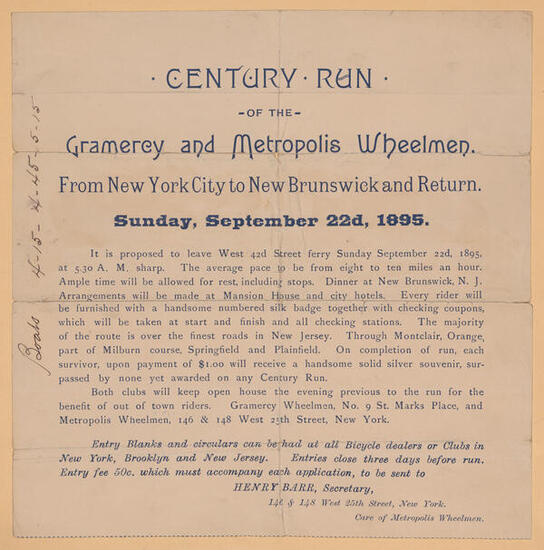 · CENTURY · RUN ·
-OF THE-
Gramercy and Metropolis Wheelmen.
From New York City to New Brunswick and Return.
Sunday, September 22d, 1895.
It is proposed to leave West 42d Street ferry Sunday September 22d, 1895,
at 5.30 A. M. sharp. The average pace to be from eight to ten miles an hour.
Ample time will be allowed for rest, including stops. Dinner at New Brunswick, N. J.
Arrangements will be made at Mansion House and city hotels. Every rider will
be furnished with a handsome numbered silk badge together with checking coupons,
which will be taken at start and finish and all checking stations. The majority
of the route is over the finest roads in New Jersey. Through Montclair, Orange,
part of Milburn course, Springfield and Plainfield. On completion of run, each
survivor, upon payment of $1.00 will receive a handsome solid silver souvenir, sur-
passed by none yet awarded on any Century Run.
Both clubs will keep open house the evening previous to the run for the
benefit of out of town riders. Gramercy Wheelmen, No. 9 St. Marks Place, and
Metropolis Wheelmen, 146 & 148 West 25th Street, New York.
Entry Blanks and circulars can be had at all Bicycle dealers or Clubs in
New York, Brooklyn and New Jersey. Entries close three days before run.
Entry fee 50c. which must accompany each application, to be sent to
HENRY BARR, Secretary,
146 & 148 West 25th Street, New York.
Care of Metropolis Wheelmen.
Boats 4-15- 4-45- 5-15